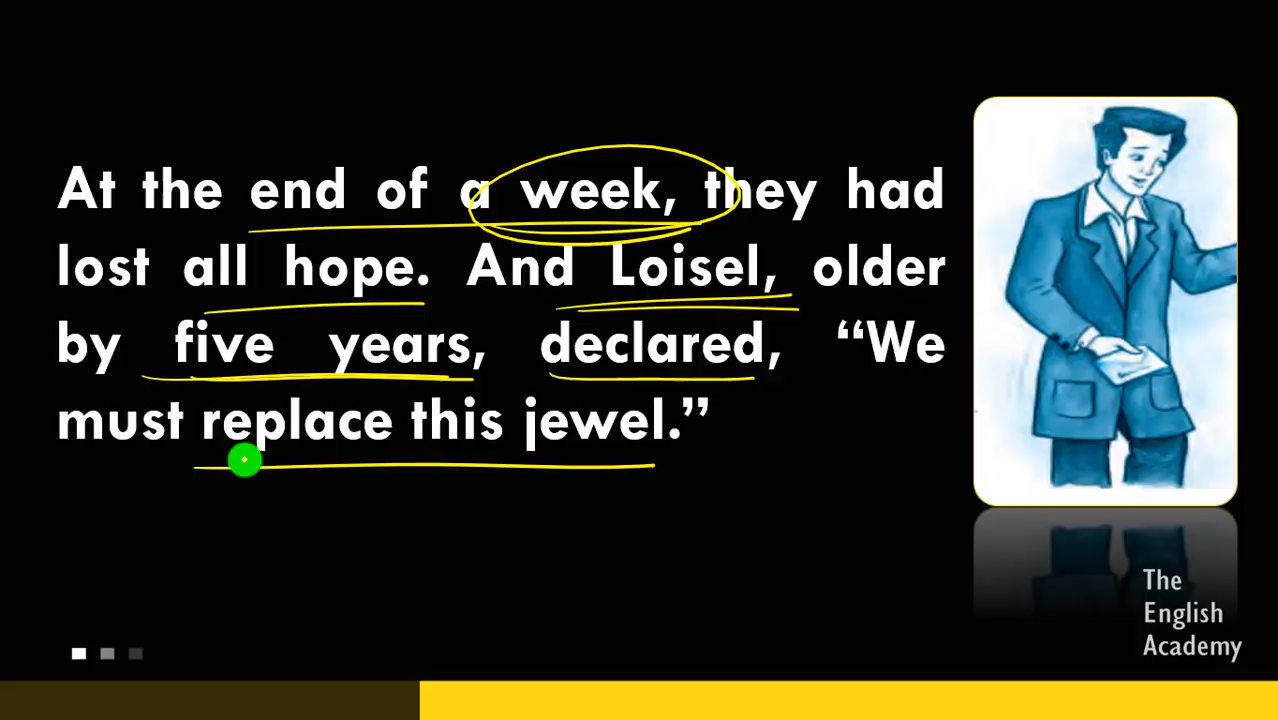 At the end of a week, they had
lost all hope. And Loisel, older
by five years, declared, “We
must replace this jewel.”
The
English
Academy